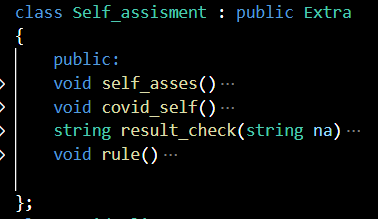 class Self_assisment : public Extra
{
public:
void self_asses()···
void covid_self()···
string result_check(string na)···
void rule()···
};